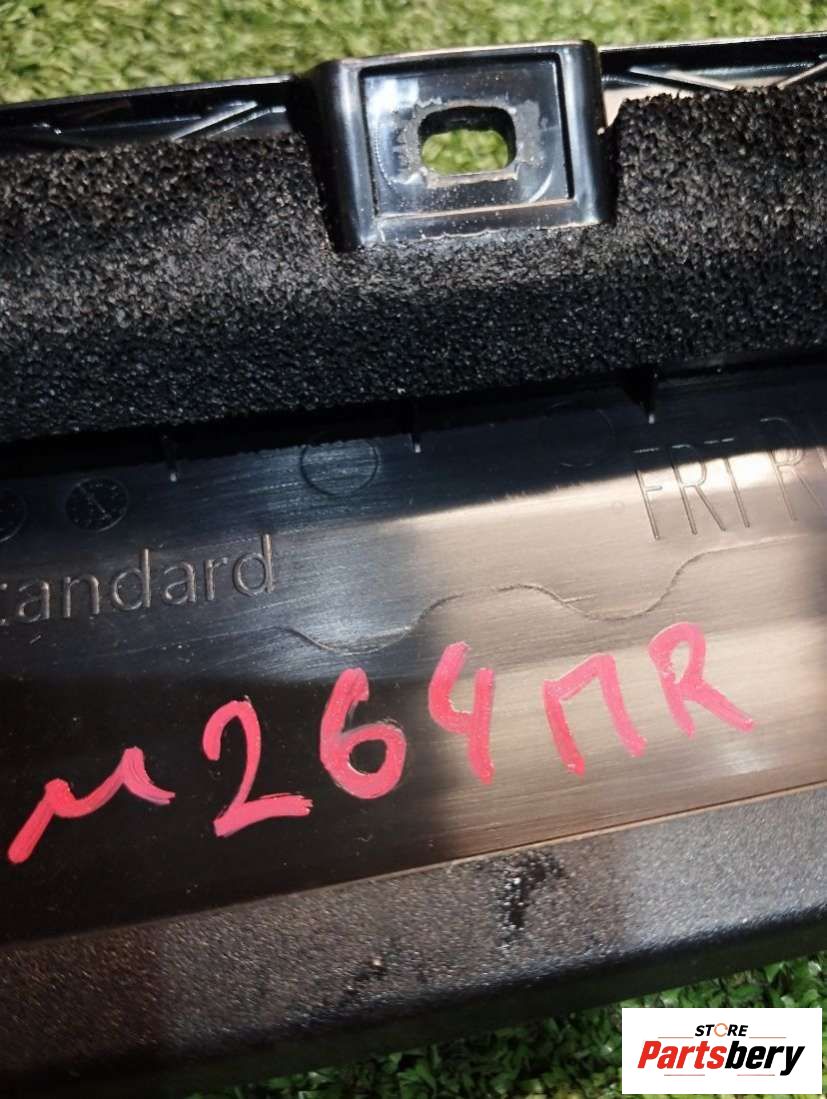 FRT R
tandard
м264ПR
STORE
Partsbery